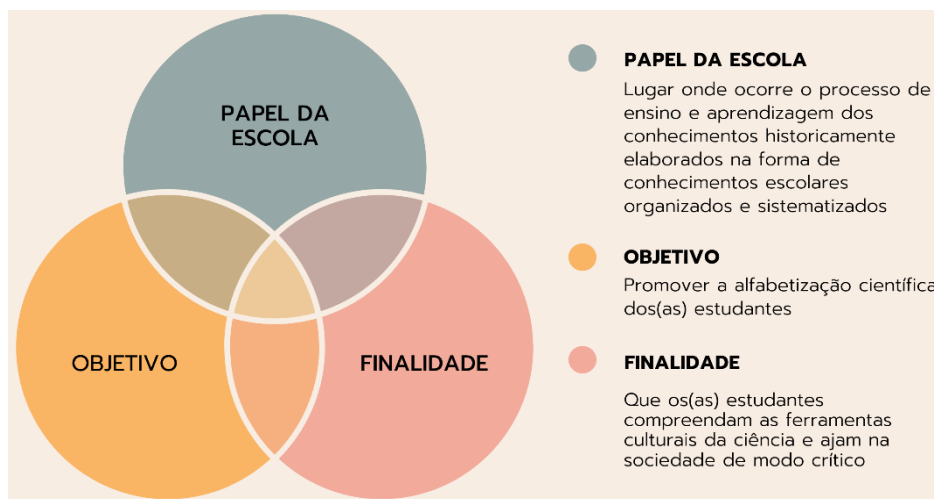 PAPEL DA
ESCOLA
OBJETIVO
FINALIDADE
PAPEL DA ESCOLA
Lugar onde ocorre o processo de
ensino e aprendizagem dos
conhecimentos historicamente
elaborados na forma de
conhecimentos escolares
organizados e sistematizados
OBJETIVO
Promover a alfabetização científica
dos(as) estudantes
FINALIDADE
Que os(as) estudantes
compreendam as ferramentas
culturais da ciência e ajam na
sociedade de modo crítico